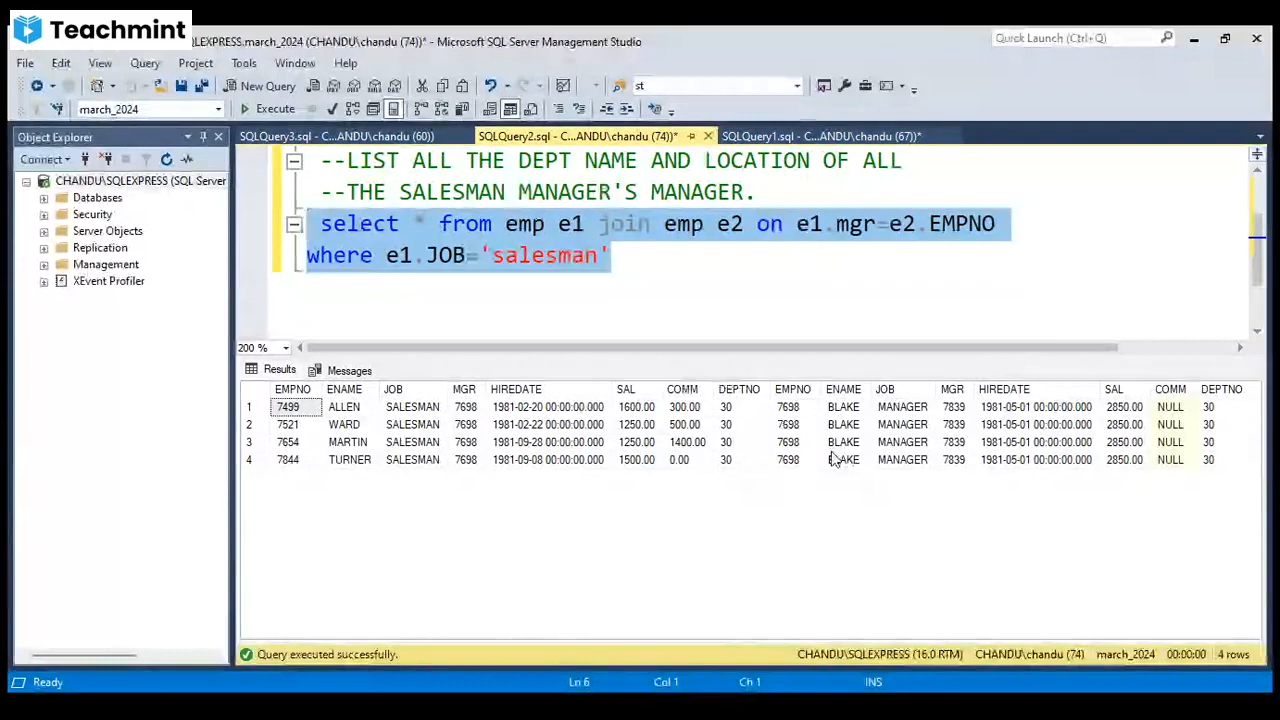 Teachmint
SQLEXPRESS.march_2024 (CHANDU\chandu (74))* - Microsoft SQL Server Management Studio
Quick Launch (Ctrl+Q)
File Edit View Query Project Tools Window Help
New Query
st
march_2024
Execute
Object Explorer
SQLQuery3.sql - C...ANDU\chandu (60))
SQLQuery2.sql - C...ANDU\chandu (74))*
SQLQuery1.sql - C...ANDU\chandu (67))*
Connect
CHANDU\SQLEXPRESS (SQL Server
Databases
Security
Server Objects
Replication
Management
XEvent Profiler
--LIST ALL THE DEPT NAME AND LOCATION OF ALL
--THE SALESMAN MANAGER'S MANAGER.
select * from emp e1 join emp e2 on e1.mgr=e2.EMPNO
where e1.JOB='salesman'
200 %
Results Messages
EMPNO ENAME JOB MGR HIREDATE SAL COMM DEPTNO EMPNO ENAME JOB MGR HIREDATE SAL COMM DEPTNO
1 7499 ALLEN SALESMAN 7698 1981-02-20 00:00:00.000 1600.00 300.00 30 7698 BLAKE MANAGER 7839 1981-05-01 00:00:00.000 2850.00 NULL 30
2 7521 WARD SALESMAN 7698 1981-02-22 00:00:00.000 1250.00 500.00 30 7698 BLAKE MANAGER 7839 1981-05-01 00:00:00.000 2850.00 NULL 30
3 7654 MARTIN SALESMAN 7698 1981-09-28 00:00:00.000 1250.00 1400.00 30 7698 BLAKE MANAGER 7839 1981-05-01 00:00:00.000 2850.00 NULL 30
4 7844 TURNER SALESMAN 7698 1981-09-08 00:00:00.000 1500.00 0.00 30 7698 BLAKE MANAGER 7839 1981-05-01 00:00:00.000 2850.00 NULL 30
Query executed successfully.
CHANDU\SQLEXPRESS (16.0 RTM) CHANDU\chandu (74) march_2024 00:00:00 4 rows
Ready
Ln 6 Col 1 Ch 1 INS